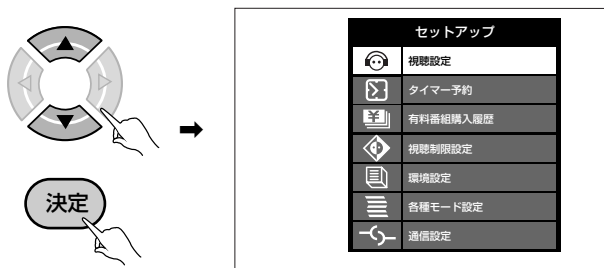 決定
セットアップ
視聴設定
タイマー予約
有料番組購入履歴
視聴制限設定
環境設定
各種モード設定
通信設定